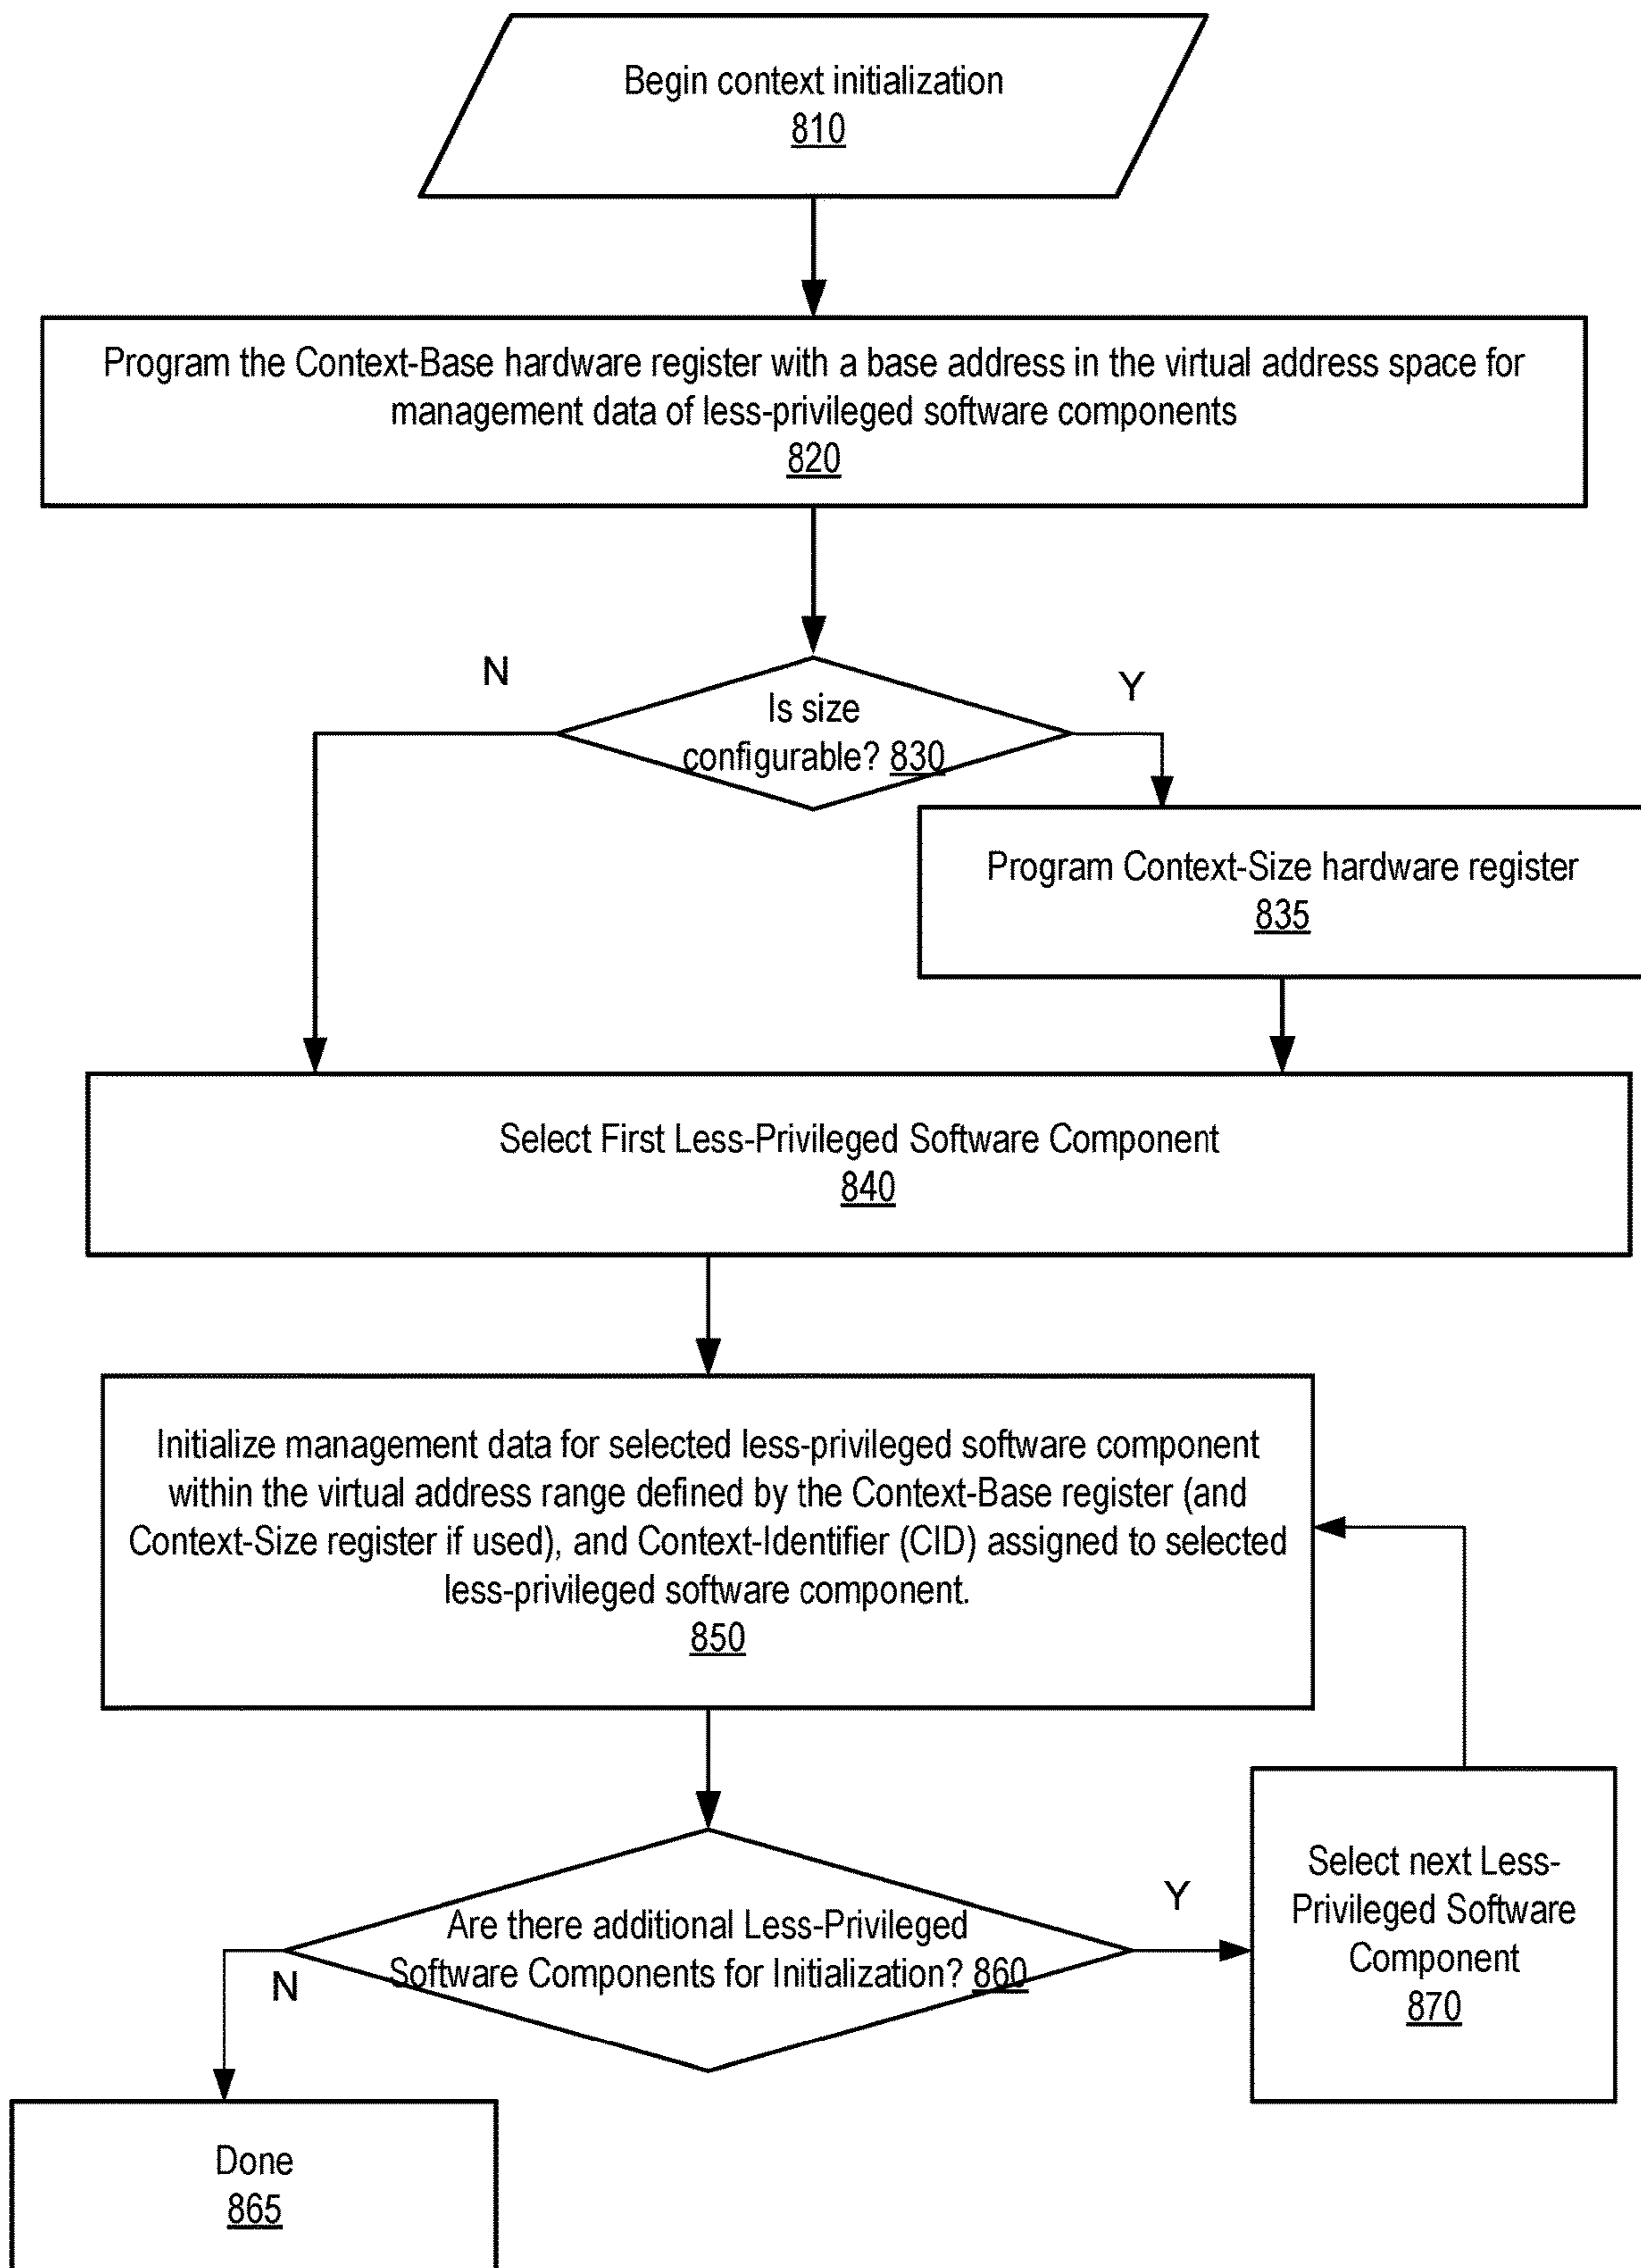 Begin context initialization
810
Program the Context-Base hardware register with a base address in the virtual address space for
management data of less-privileged software components
820
N
Y
Is size
configurable? 830
Program Context-Size hardware register
835
Select First Less-Privileged Software Component
840
Initialize management data for selected less-privileged software component
within the virtual address range defined by the Context-Base register (and
Context-Size register if used), and Context-Identifier (CID) assigned to selected
less-privileged software component.
850
Are there additional Less-Privileged
Software Components for Initialization? 860
Y
N
Select next Less-
Privileged Software
Component
870
Done
865